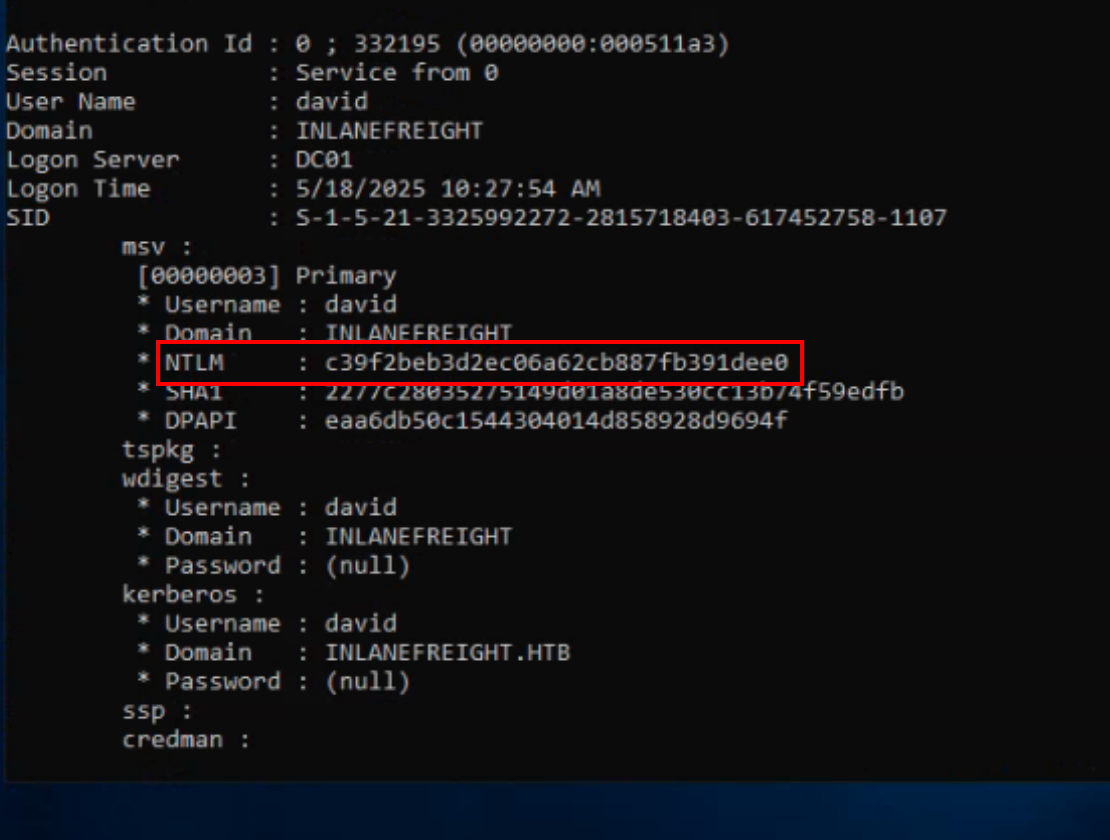 Authentication Id : 0 ; 332195 (00000000:000511a3)
Session           : Service from 0
User Name         : david
Domain            : INLANEFREIGHT
Logon Server      : DC01
Logon Time        : 5/18/2025 10:27:54 AM
SID               : S-1-5-21-3325992272-2815718403-617452758-1107
msv :
[00000003] Primary
* Username : david
* Domain   : INLANEFREIGHT
* NTLM     : c39f2beb3d2ec06a62cb887fb391dee0
* SHA1     : 2277c28035275149d01a8de530cc13b74f59edfb
* DPAPI    : eaa6db50c1544304014d858928d9694f
tspkg :
wdigest :
* Username : david
* Domain   : INLANEFREIGHT
* Password : (null)
kerberos :
* Username : david
* Domain   : INLANEFREIGHT.HTB
* Password : (null)
ssp :
credman :